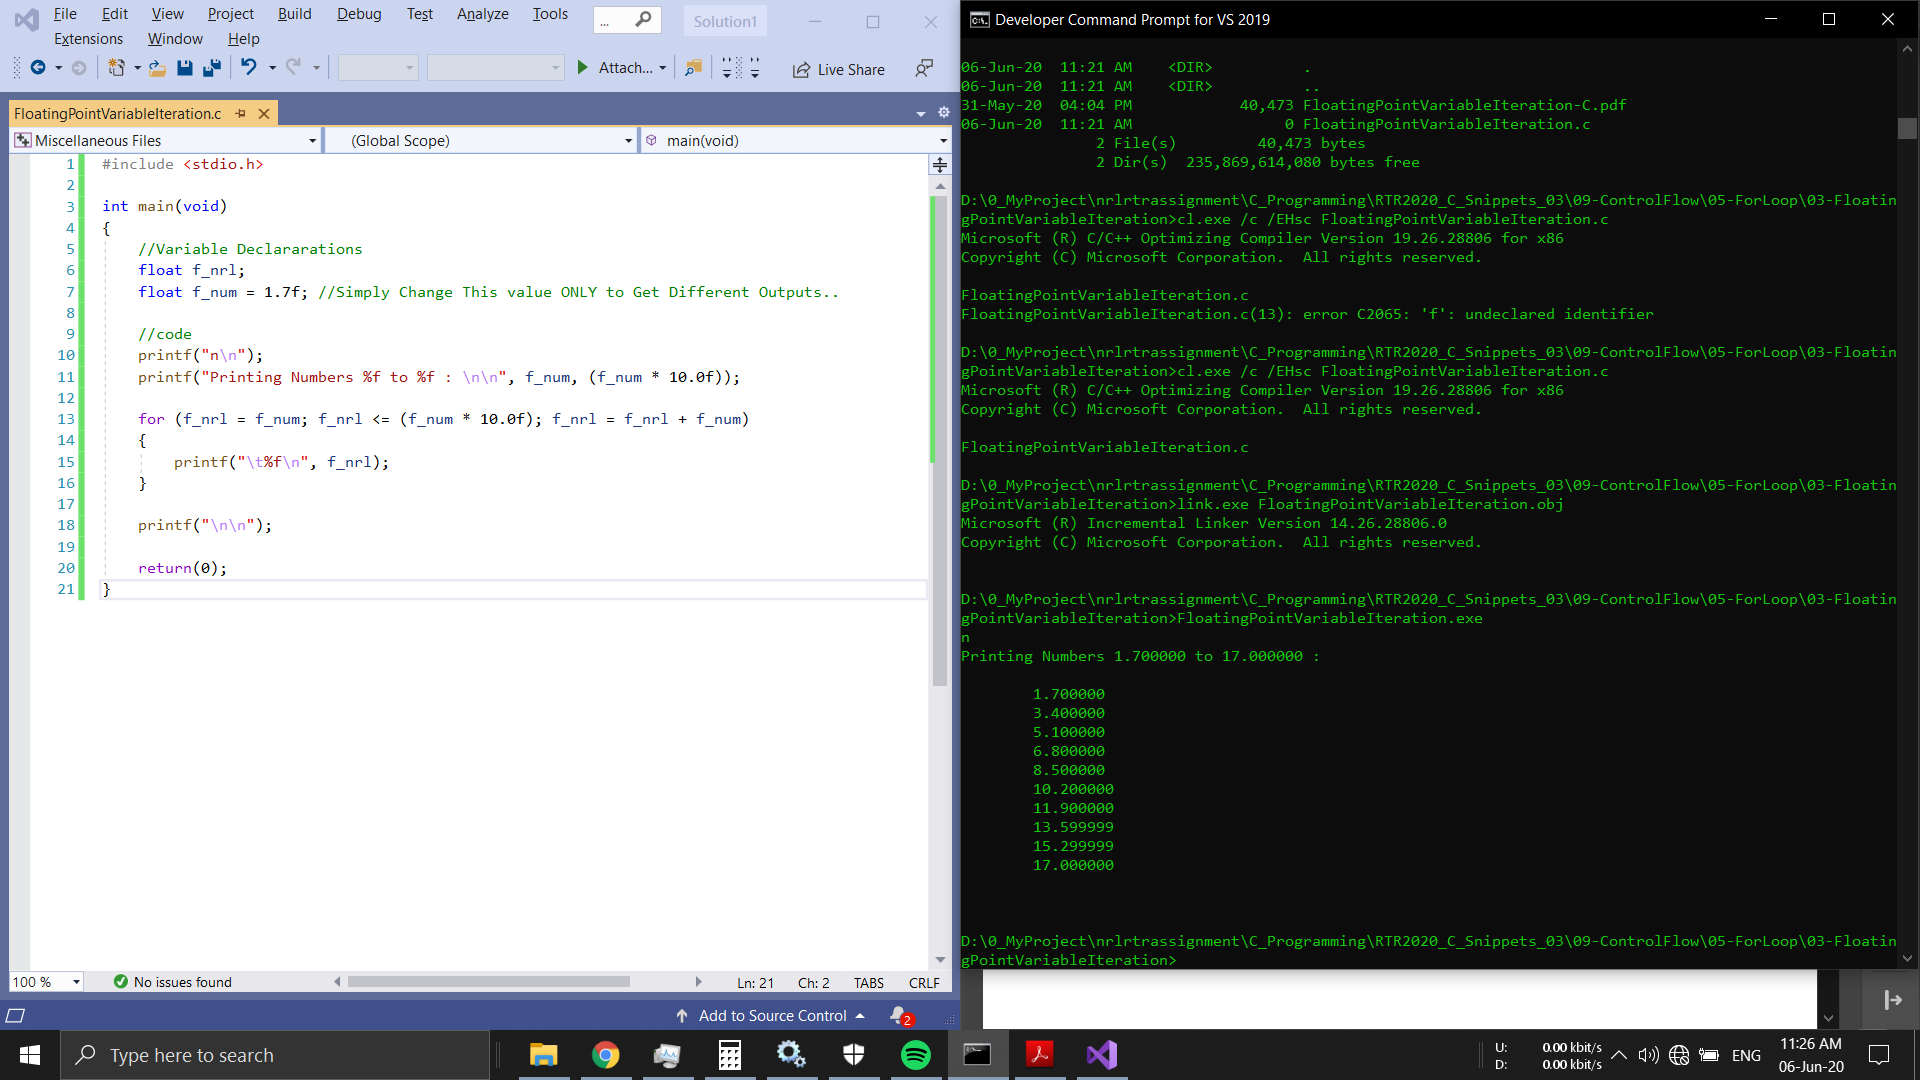 File Edit View Project Build Debug Test Analyze Tools ... Solution1
Extensions Window Help
Attach... Live Share
FloatingPointVariableIteration.c
Miscellaneous Files (Global Scope) main(void)
1 #include <stdio.h>
2
3 int main(void)
4 {
5 //Variable Declararations
6 float f_nrl;
7 float f_num = 1.7f; //Simply Change This value ONLY to Get Different Outputs..
8
9 //code
10 printf("n\n");
11 printf("Printing Numbers %f to %f : \n\n", f_num, (f_num * 10.0f));
12
13 for (f_nrl = f_num; f_nrl <= (f_num * 10.0f); f_nrl = f_nrl + f_num)
14 {
15 printf("\t%f\n", f_nrl);
16 }
17
18 printf("\n\n");
19
20 return(0);
21 }
100 % No issues found Ln: 21 Ch: 2 TABS CRLF
Add to Source Control 2
Developer Command Prompt for VS 2019
06-Jun-20 11:21 AM <DIR> .
06-Jun-20 11:21 AM <DIR> ..
31-May-20 04:04 PM 40,473 FloatingPointVariableIteration-C.pdf
06-Jun-20 11:21 AM 0 FloatingPointVariableIteration.c
2 File(s) 40,473 bytes
2 Dir(s) 235,869,614,080 bytes free
D:\0_MyProject\nrlrtrassignment\C_Programming\RTR2020_C_Snippets_03\09-ControlFlow\05-ForLoop\03-Floatin
gPointVariableIteration>cl.exe /c /EHsc FloatingPointVariableIteration.c
Microsoft (R) C/C++ Optimizing Compiler Version 19.26.28806 for x86
Copyright (C) Microsoft Corporation. All rights reserved.
FloatingPointVariableIteration.c
FloatingPointVariableIteration.c(13): error C2065: 'f': undeclared identifier
D:\0_MyProject\nrlrtrassignment\C_Programming\RTR2020_C_Snippets_03\09-ControlFlow\05-ForLoop\03-Floatin
gPointVariableIteration>cl.exe /c /EHsc FloatingPointVariableIteration.c
Microsoft (R) C/C++ Optimizing Compiler Version 19.26.28806 for x86
Copyright (C) Microsoft Corporation. All rights reserved.
FloatingPointVariableIteration.c
D:\0_MyProject\nrlrtrassignment\C_Programming\RTR2020_C_Snippets_03\09-ControlFlow\05-ForLoop\03-Floatin
gPointVariableIteration>link.exe FloatingPointVariableIteration.obj
Microsoft (R) Incremental Linker Version 14.26.28806.0
Copyright (C) Microsoft Corporation. All rights reserved.
D:\0_MyProject\nrlrtrassignment\C_Programming\RTR2020_C_Snippets_03\09-ControlFlow\05-ForLoop\03-Floatin
gPointVariableIteration>FloatingPointVariableIteration.exe
n
Printing Numbers 1.700000 to 17.000000 :
1.700000
3.400000
5.100000
6.800000
8.500000
10.200000
11.900000
13.599999
15.299999
17.000000
D:\0_MyProject\nrlrtrassignment\C_Programming\RTR2020_C_Snippets_03\09-ControlFlow\05-ForLoop\03-Floatin
gPointVariableIteration>
Type here to search
U: 0.00 kbit/s
D: 0.00 kbit/s
ENG
11:26 AM
06-Jun-20